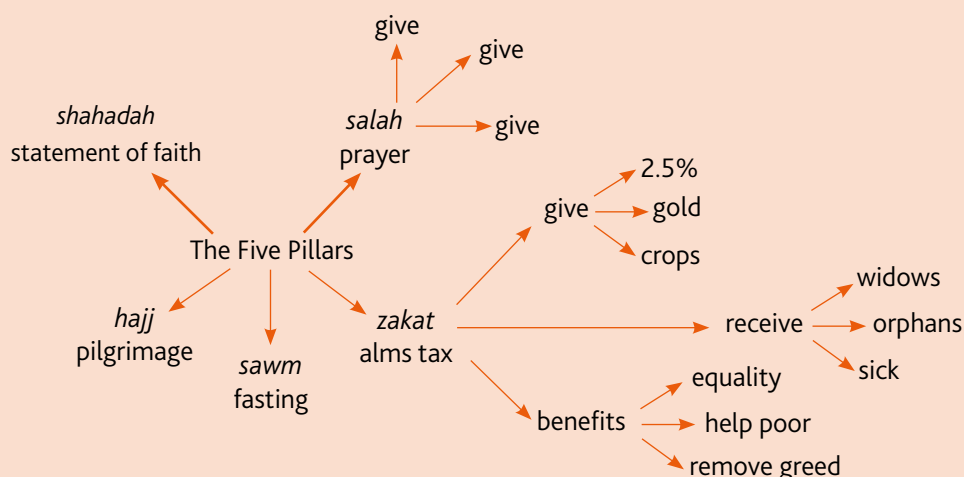 give
give
give
shahadah
statement of faith
salah
prayer
The Five Pillars
hajj
pilgrimage
sawm
fasting
zakat
alms tax
give
2.5%
gold
crops
receive
widows
orphans
sick
benefits
equality
help poor
remove greed